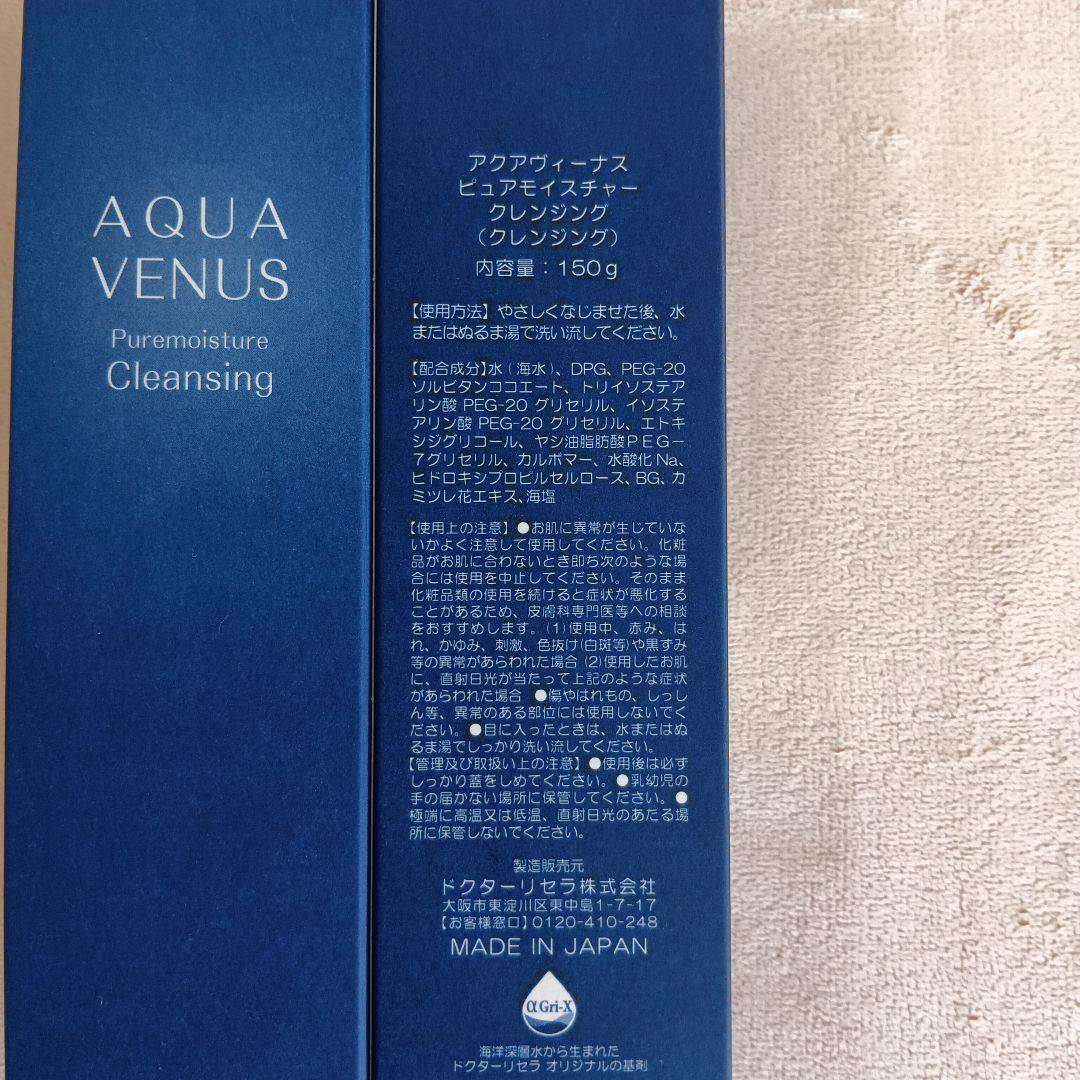 AQUA
VENUS
Puremoisture
Cleansing
アクアヴィーナス
ピュアモイスチャー
クレンジング
（クレンジング）
内容量：150g
【使用方法】やさしくなじませた後、水
またはぬるま湯で洗い流してください。
【配合成分】水（海水）、DPG、PEG-20
ソルビタンココエート、トリイソステア
リン酸 PEG-20 グリセリル、イソステ
アリン酸 PEG-20 グリセリル、エトキ
シジグリコール、ヤシ油脂肪酸PEG－
7グリセリル、カルボマー、水酸化Na、
ヒドロキシプロピルセルロース、BG、カ
ミツレ花エキス、海塩
【使用上の注意】●お肌に異常が生じていな
いかよく注意して使用してください。化粧
品がお肌に合わないとき即ち次のような場
合には使用を中止してください。そのまま
化粧品類の使用を続けると症状が悪化する
ことがあるため、皮膚科専門医等への相談
をおすすめします。(1)使用中、赤み、は
れ、かゆみ、刺激、色抜け(白斑等)や黒ずみ
等の異常があらわれた場合 (2)使用したお肌
に、直射日光が当たって上記のような症状
があらわれた場合 ●傷やはれもの、しっし
ん等、異常のある部位には使用しないでく
ださい。●目に入ったときは、水またはぬ
るま湯でしっかり洗い流してください。
【管理及び取扱い上の注意】●使用後は必ず
しっかり蓋をしめてください。●乳幼児の
手の届かない場所に保管してください。●
極端に高温又は低温、直射日光のあたる場
所に保管しないでください。
製造販売元
ドクターリセラ株式会社
大阪市東淀川区東中島1-7-17
【お客様窓口】0120-410-248
MADE IN JAPAN
α Gri-X
海洋深層水から生まれた
ドクターリセラ オリジナルの基剤